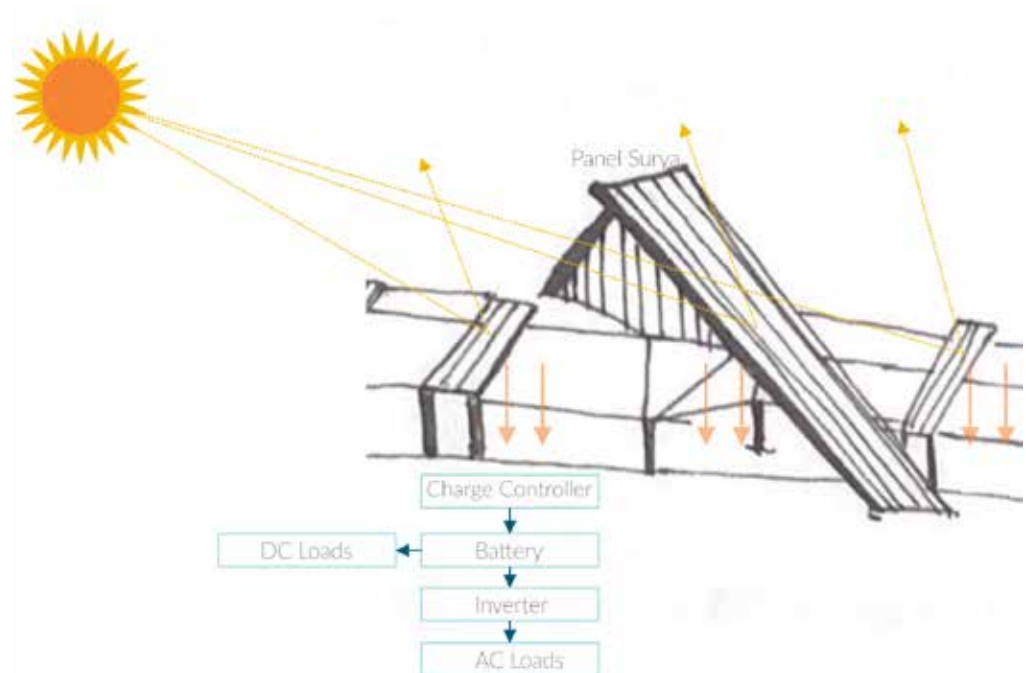 Panel Surya
Charge Controller
DC Loads
Battery
Inverter
AC Loads